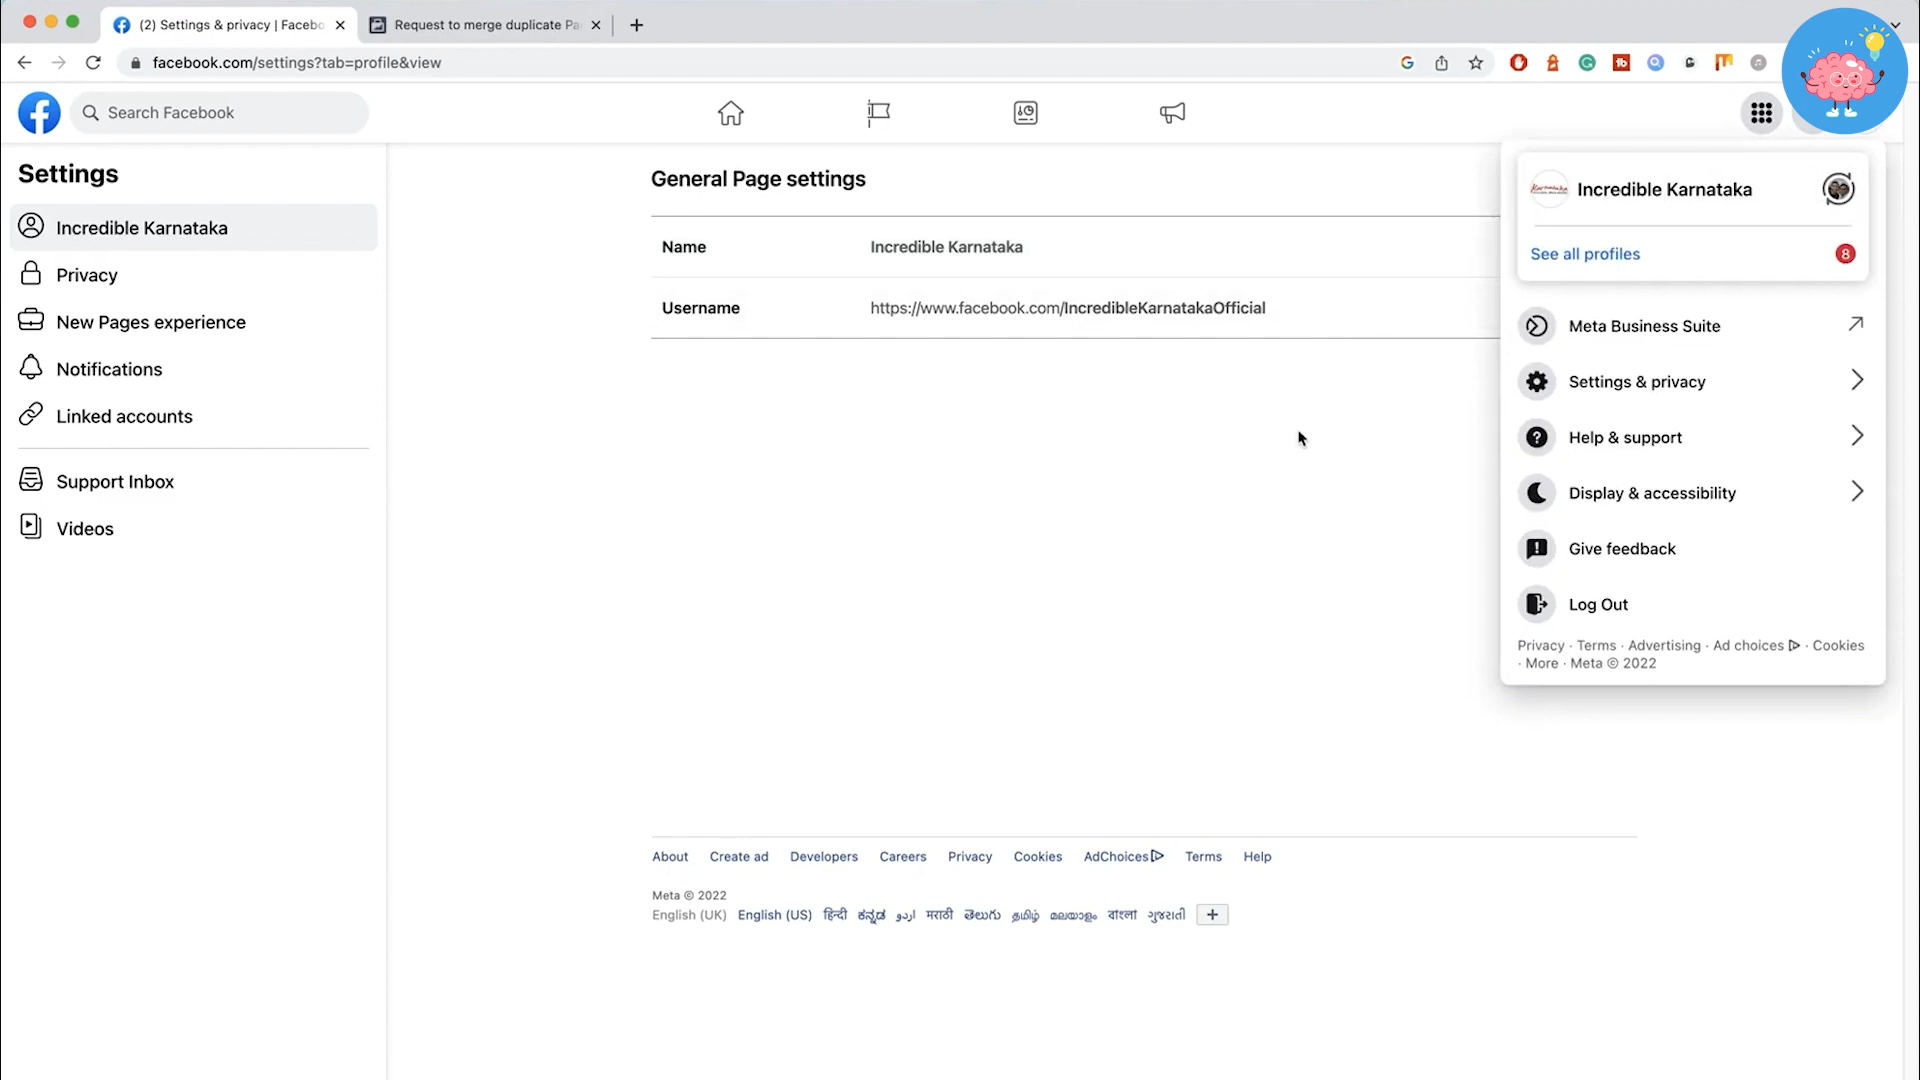 (2) Settings & privacy | Facebo
Request to merge duplicate Pa
facebook.com/settings?tab=profile&view
Search Facebook
Settings
Incredible Karnataka
Privacy
New Pages experience
Notifications
Linked accounts
Support Inbox
Videos
General Page settings
Name Incredible Karnataka
Username https://www.facebook.com/IncredibleKarnatakaOfficial
Karnataka
Incredible Karnataka
See all profiles 8
Meta Business Suite
Settings & privacy
Help & support
Display & accessibility
Give feedback
Log Out
Privacy · Terms · Advertising · Ad choices · Cookies
· More · Meta © 2022
About Create ad Developers Careers Privacy Cookies AdChoices Terms Help
Meta © 2022
English (UK) English (US) हिन्दी ಕನ್ನಡ اردو मराठी తెలుగు தமிழ் മലയാളം বাংলা ગુજરાતી